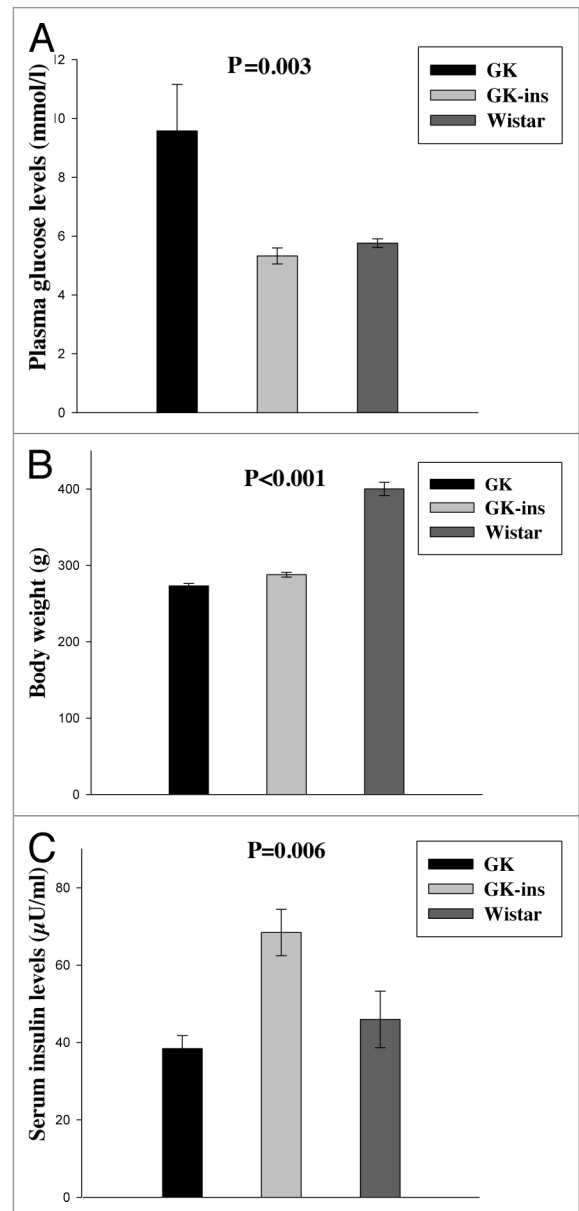 A
P=0.003
GK
GK-ins
Wistar
Plasma glucose levels (mmol/l)
12
10
8
6
4
2
0
B
P<0.001
GK
GK-ins
Wistar
Body weight (g)
400
300
200
100
0
C
P=0.006
GK
GK-ins
Wistar
Serum insulin levels (µU/ml)
80
60
40
20
0